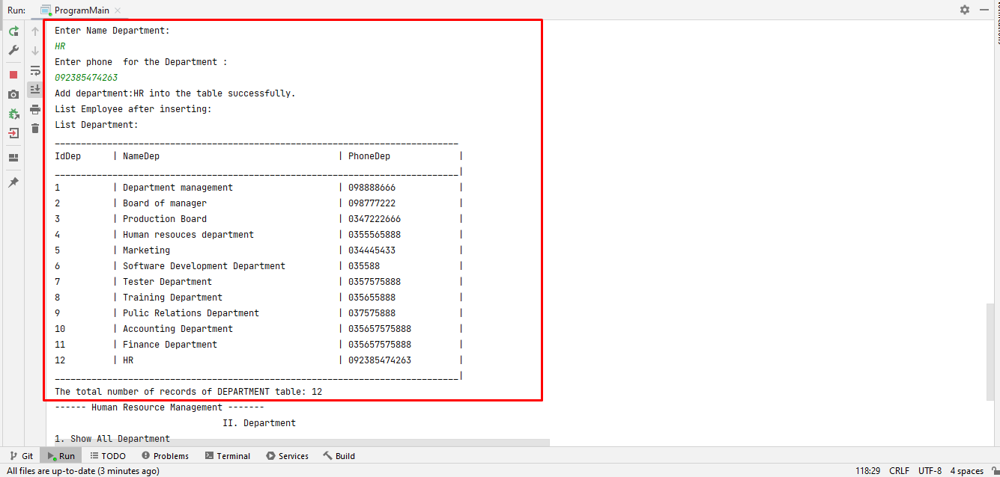 Run: ProgramMain
Enter Name Department:
HR
Enter phone  for the Department :
092385474263
Add department:HR into the table successfully.
List Employee after inserting:
List Department:
_____________________________________________________________________________
IdDep      | NameDep                                  | PhoneDep             |
_____________________________________________________________________________|
1          | Department management                    | 098888666            |
2          | Board of manager                         | 098777222            |
3          | Production Board                         | 0347222666           |
4          | Human resouces department                | 0355565888           |
5          | Marketing                                | 034445433            |
6          | Software Development Department          | 035588               |
7          | Tester Department                        | 0357575888           |
8          | Training Department                      | 035655888            |
9          | Pulic Relations Department               | 037575888            |
10         | Accounting Department                    | 035657575888         |
11         | Finance Department                       | 035657575888         |
12         | HR                                       | 092385474263         |
_____________________________________________________________________________|
The total number of records of DEPARTMENT table: 12
------ Human Resource Management -------
                                II. Department
1. Show All Department
Git Run TODO Problems Terminal Services Build
All files are up-to-date (3 minutes ago) 118:29 CRLF UTF-8 4 spaces